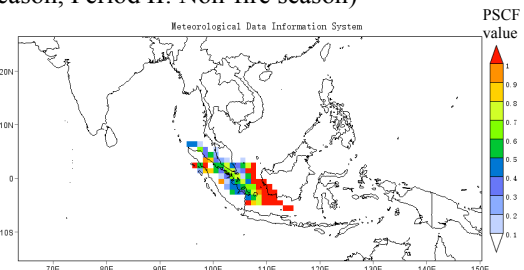 eason, Period II: Non-fire season)
Meteorological Data Information System
PSCF
value
1
0.9
0.8
0.7
0.6
0.5
0.4
0.3
0.2
0.1
20N
10N
0
10S
70E 80E 90E 100E 110E 120E 130E 140E 150E